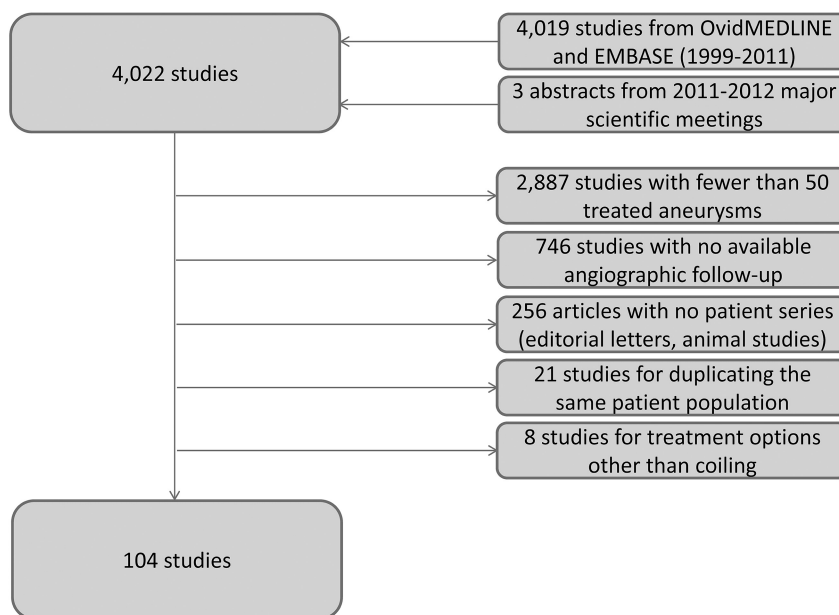 4,022 studies
4,019 studies from OvidMEDLINE
and EMBASE (1999-2011)
3 abstracts from 2011-2012 major
scientific meetings
2,887 studies with fewer than 50
treated aneurysms
746 studies with no available
angiographic follow-up
256 articles with no patient series
(editorial letters, animal studies)
21 studies for duplicating the
same patient population
8 studies for treatment options
other than coiling
104 studies